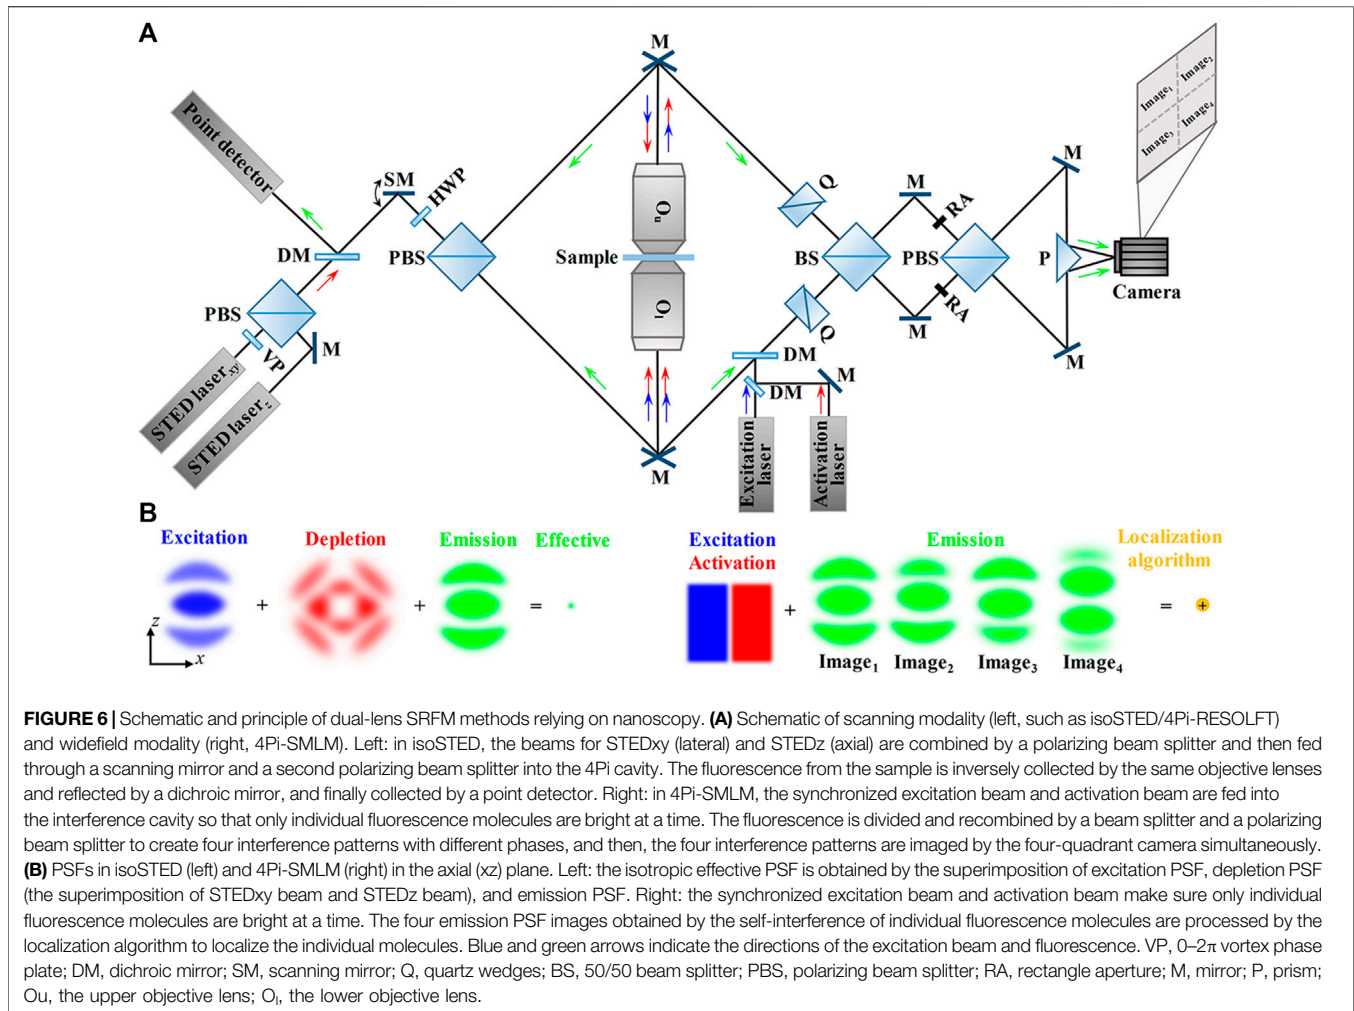 A
M
Image1
Image2
Image3
Image4
Point detector
SM
HWP
Ou
Q
M
RA
M
DM
PBS
Sample
BS
PBS
P
Camera
PBS
VP
M
Ol
Q
M
RA
M
DM
DM
M
STED laserxy
STED laserz
M
Excitation
laser
Activation
laser
B
Excitation
Depletion
Emission
Effective
+
+
=
z
x
Excitation
Activation
Emission
Localization
algorithm
+
=
+
Image1
Image2
Image3
Image4
FIGURE 6 | Schematic and principle of dual-lens SRFM methods relying on nanoscopy. (A) Schematic of scanning modality (left, such as isoSTED/4Pi-RESOLFT)
and widefield modality (right, 4Pi-SMLM). Left: in isoSTED, the beams for STEDxy (lateral) and STEDz (axial) are combined by a polarizing beam splitter and then fed
through a scanning mirror and a second polarizing beam splitter into the 4Pi cavity. The fluorescence from the sample is inversely collected by the same objective lenses
and reflected by a dichroic mirror, and finally collected by a point detector. Right: in 4Pi-SMLM, the synchronized excitation beam and activation beam are fed into
the interference cavity so that only individual fluorescence molecules are bright at a time. The fluorescence is divided and recombined by a beam splitter and a polarizing
beam splitter to create four interference patterns with different phases, and then, the four interference patterns are imaged by the four-quadrant camera simultaneously.
(B) PSFs in isoSTED (left) and 4Pi-SMLM (right) in the axial (xz) plane. Left: the isotropic effective PSF is obtained by the superimposition of excitation PSF, depletion PSF
(the superimposition of STEDxy beam and STEDz beam), and emission PSF. Right: the synchronized excitation beam and activation beam make sure only individual
fluorescence molecules are bright at a time. The four emission PSF images obtained by the self-interference of individual fluorescence molecules are processed by the
localization algorithm to localize the individual molecules. Blue and green arrows indicate the directions of the excitation beam and fluorescence. VP, 0–2π vortex phase
plate; DM, dichroic mirror; SM, scanning mirror; Q, quartz wedges; BS, 50/50 beam splitter; PBS, polarizing beam splitter; RA, rectangle aperture; M, mirror; P, prism;
Ou, the upper objective lens; Ol, the lower objective lens.